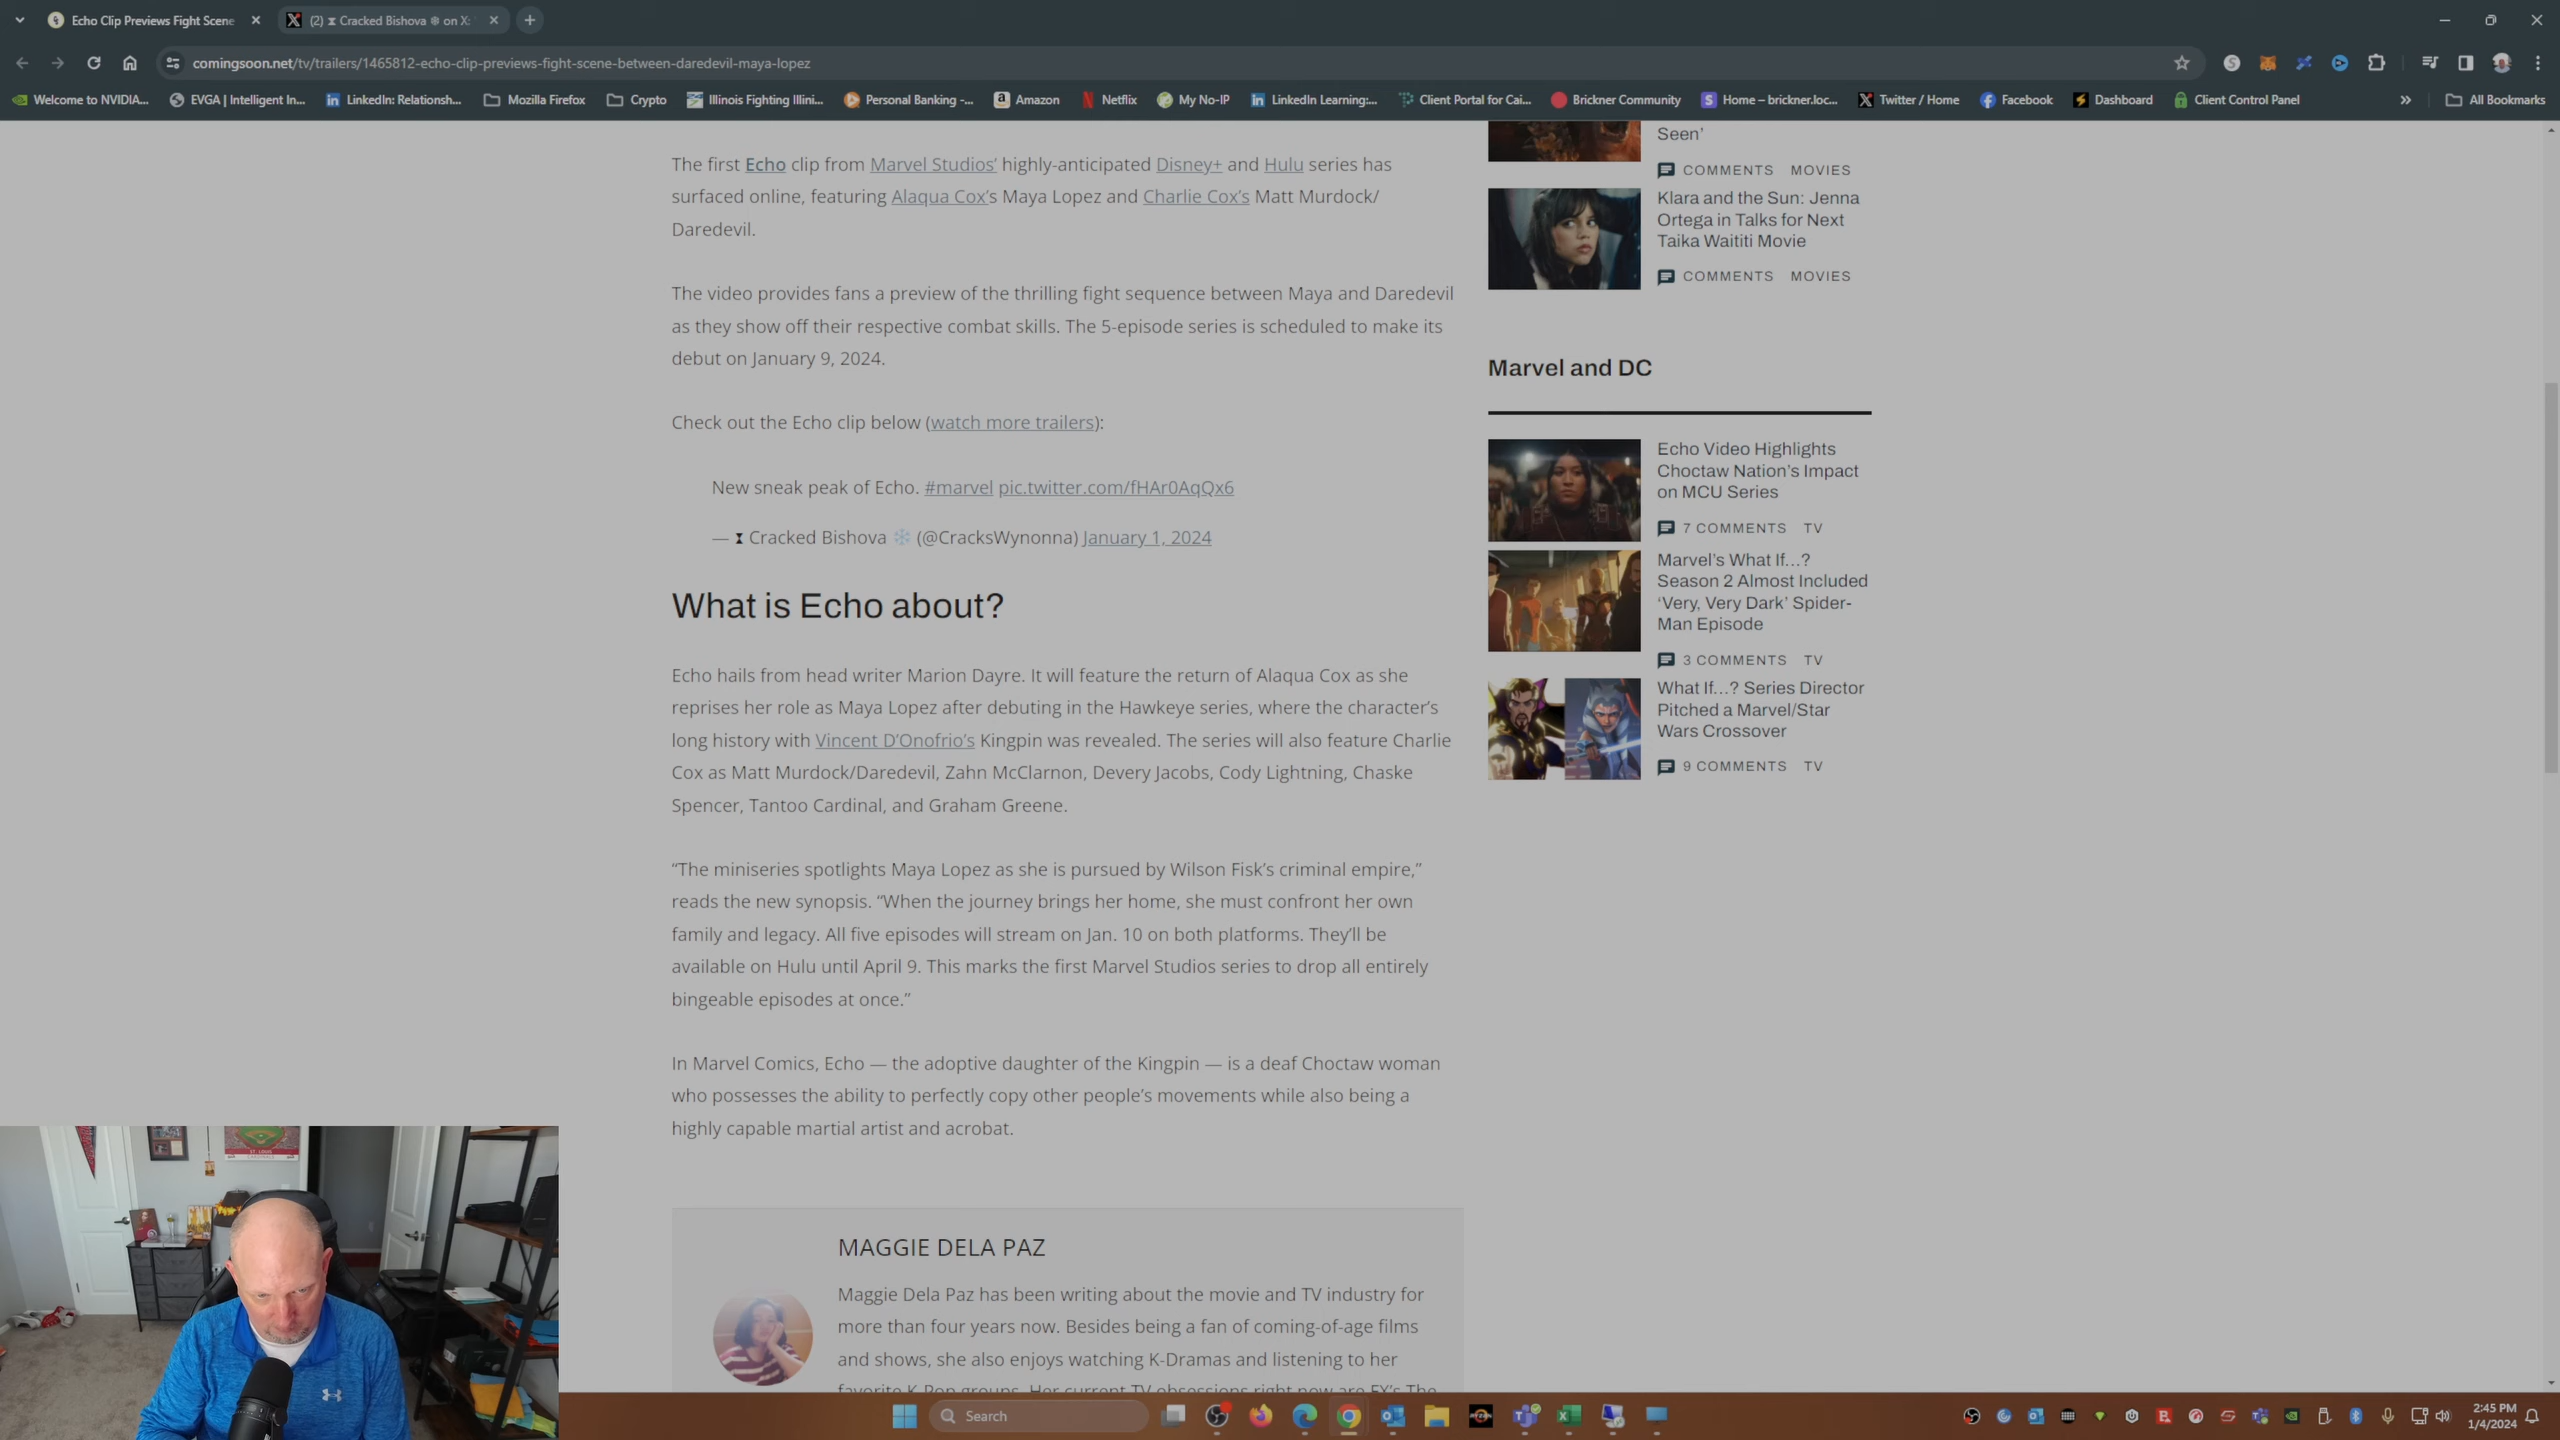 Echo Clip Previews Fight Scene
(2) ⧗ Cracked Bishova ❄ on X:
comingsoon.net/tv/trailers/1465812-echo-clip-previews-fight-scene-between-daredevil-maya-lopez
Welcome to NVIDIA...
EVGA | Intelligent In...
LinkedIn: Relationsh...
Mozilla Firefox
Crypto
Illinois Fighting Illini...
Personal Banking -...
Amazon
Netflix
My No-IP
LinkedIn Learning:...
Client Portal for Cai...
Brickner Community
Home – brickner.loc...
Twitter / Home
Facebook
Dashboard
Client Control Panel
»
All Bookmarks
The first Echo clip from Marvel Studios’ highly-anticipated Disney+ and Hulu series has
surfaced online, featuring Alaqua Cox’s Maya Lopez and Charlie Cox’s Matt Murdock/
Daredevil.
The video provides fans a preview of the thrilling fight sequence between Maya and Daredevil
as they show off their respective combat skills. The 5-episode series is scheduled to make its
debut on January 9, 2024.
Check out the Echo clip below (watch more trailers):
New sneak peak of Echo. #marvel pic.twitter.com/fHAr0AqQx6
— ⧗ Cracked Bishova ❄ (@CracksWynonna) January 1, 2024
What is Echo about?
Echo hails from head writer Marion Dayre. It will feature the return of Alaqua Cox as she
reprises her role as Maya Lopez after debuting in the Hawkeye series, where the character’s
long history with Vincent D’Onofrio’s Kingpin was revealed. The series will also feature Charlie
Cox as Matt Murdock/Daredevil, Zahn McClarnon, Devery Jacobs, Cody Lightning, Chaske
Spencer, Tantoo Cardinal, and Graham Greene.
“The miniseries spotlights Maya Lopez as she is pursued by Wilson Fisk’s criminal empire,”
reads the new synopsis. “When the journey brings her home, she must confront her own
family and legacy. All five episodes will stream on Jan. 10 on both platforms. They’ll be
available on Hulu until April 9. This marks the first Marvel Studios series to drop all entirely
bingeable episodes at once.”
In Marvel Comics, Echo — the adoptive daughter of the Kingpin — is a deaf Choctaw woman
who possesses the ability to perfectly copy other people’s movements while also being a
highly capable martial artist and acrobat.
MAGGIE DELA PAZ
Maggie Dela Paz has been writing about the movie and TV industry for
more than four years now. Besides being a fan of coming-of-age films
and shows, she also enjoys watching K-Dramas and listening to her
favorite K-Pop groups. Her current TV obsessions right now are FX’s The
Seen’
COMMENTS MOVIES
Klara and the Sun: Jenna
Ortega in Talks for Next
Taika Waititi Movie
COMMENTS MOVIES
Marvel and DC
Echo Video Highlights
Choctaw Nation’s Impact
on MCU Series
7 COMMENTS TV
Marvel’s What If…?
Season 2 Almost Included
‘Very, Very Dark’ Spider-
Man Episode
3 COMMENTS TV
What If…? Series Director
Pitched a Marvel/Star
Wars Crossover
9 COMMENTS TV
ST. LOUIS
Search
2:45 PM
1/4/2024